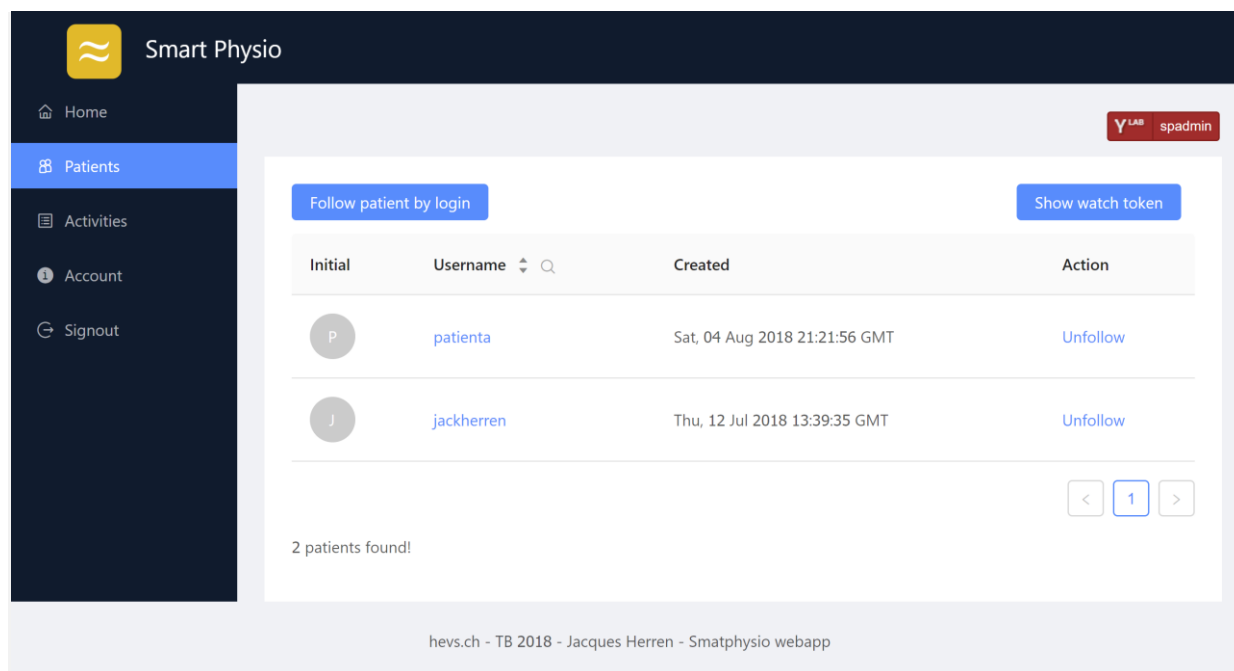 Smart Physio
Home
Y LAB spadmin
Patients
Follow patient by login
Show watch token
Activities
Initial Username Created Action
Account
Signout
P patienta Sat, 04 Aug 2018 21:21:56 GMT Unfollow
J jackherren Thu, 12 Jul 2018 13:39:35 GMT Unfollow
< 1 >
2 patients found!
hevs.ch - TB 2018 - Jacques Herren - Smatphysio webapp